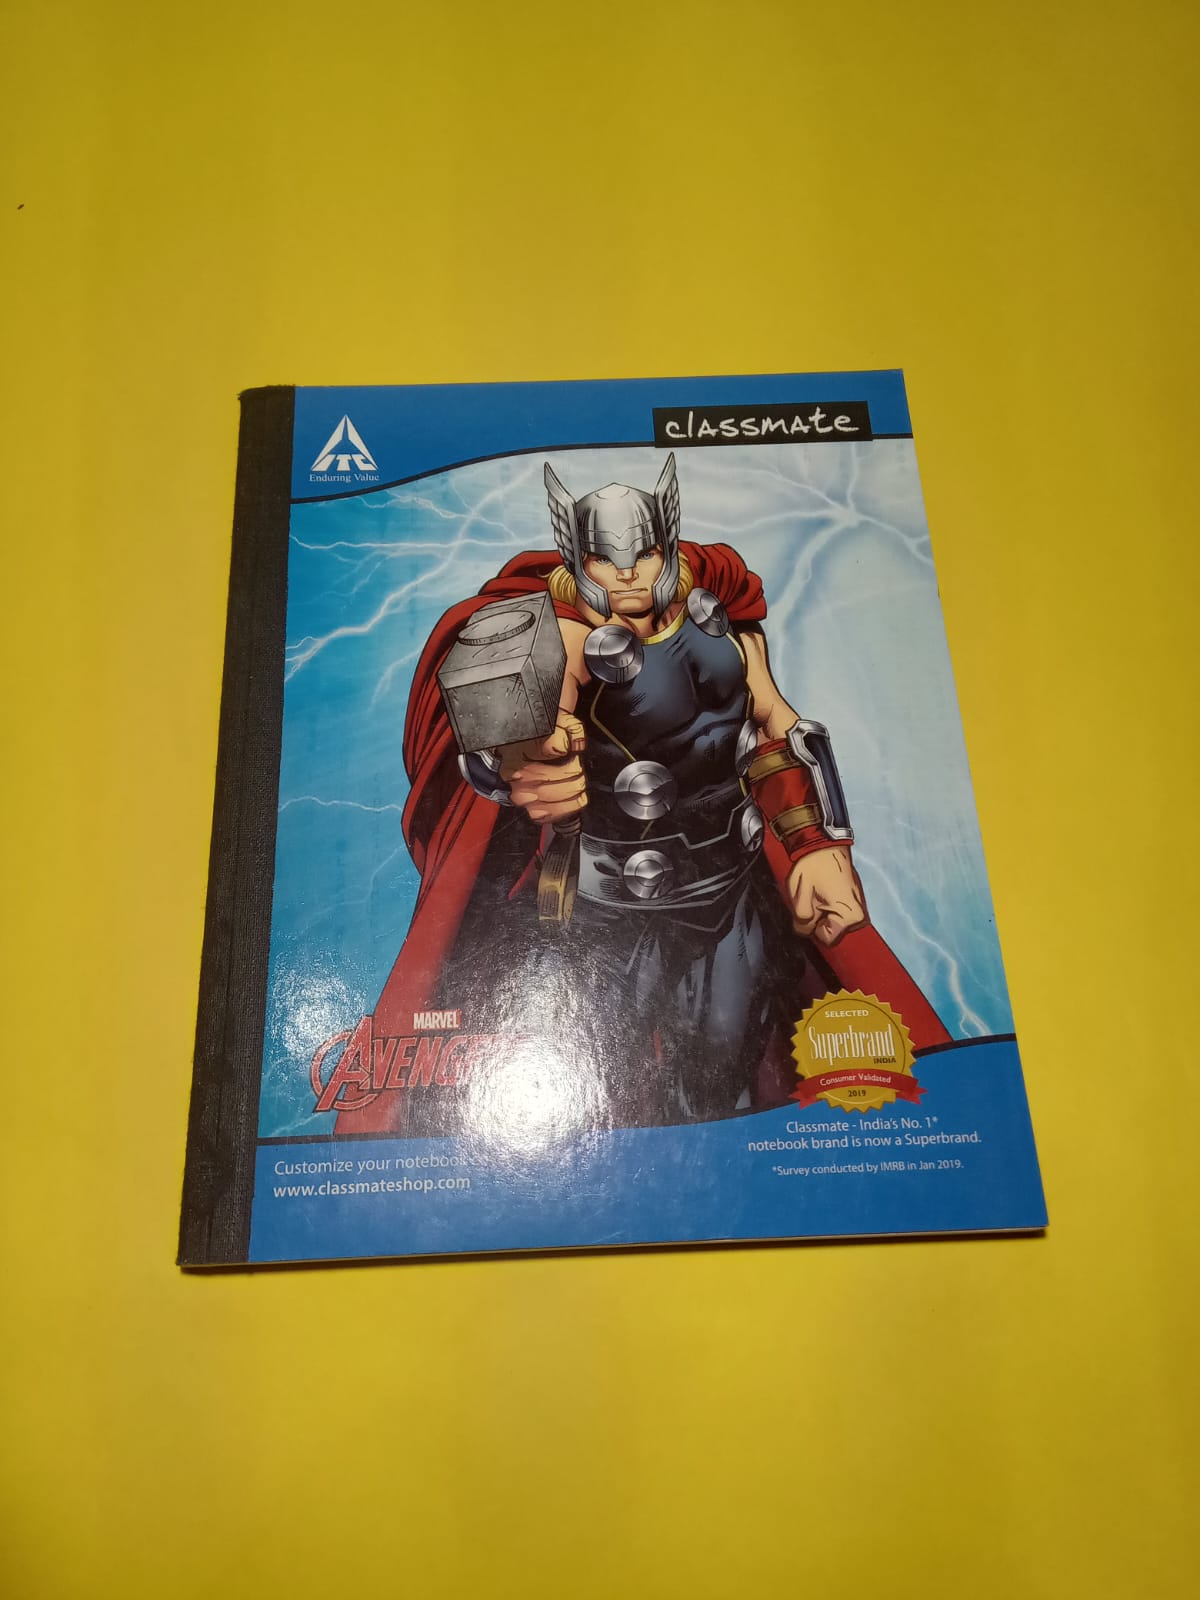 classmate
ITC
Enduring Value
MARVEL
SELECTED
Superbrand
INDIA
Consumer Validated
2019
Classmate - India's No. 1*
notebook brand is now a Superbrand.
*Survey conducted by IMRB in Jan 2019.
Customize your notebook
www.classmateshop.com